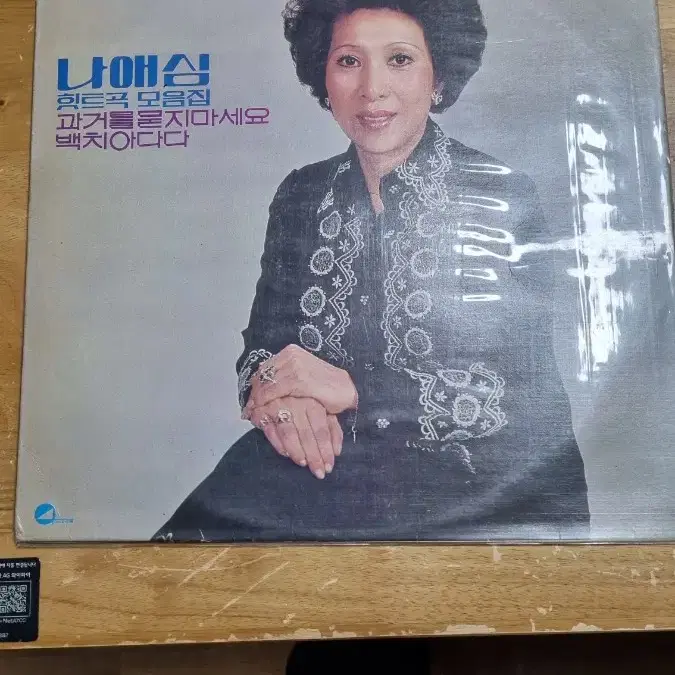 나애심
힛트곡 모음집
과거를묻지마세요
백치아다다